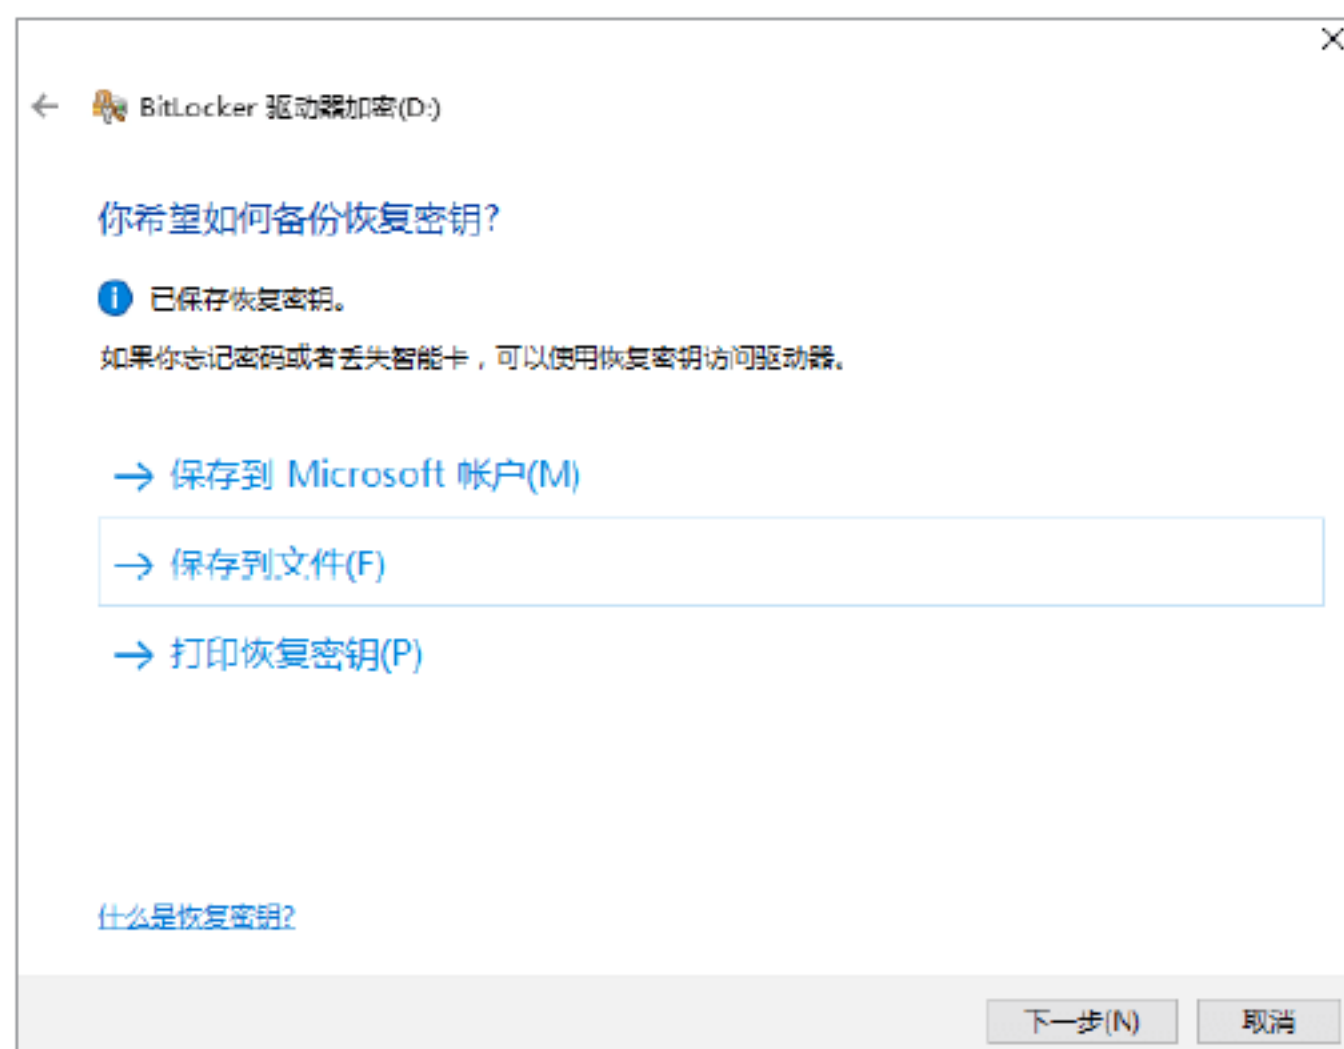 BitLocker 驱动器加密(D:)
你希望如何备份恢复密钥?
已保存恢复密钥。
如果你忘记密码或者丢失智能卡，可以使用恢复密钥访问驱动器。
保存到 Microsoft 帐户(M)
保存到文件(F)
打印恢复密钥(P)
什么是恢复密钥?
下一步(N) 取消